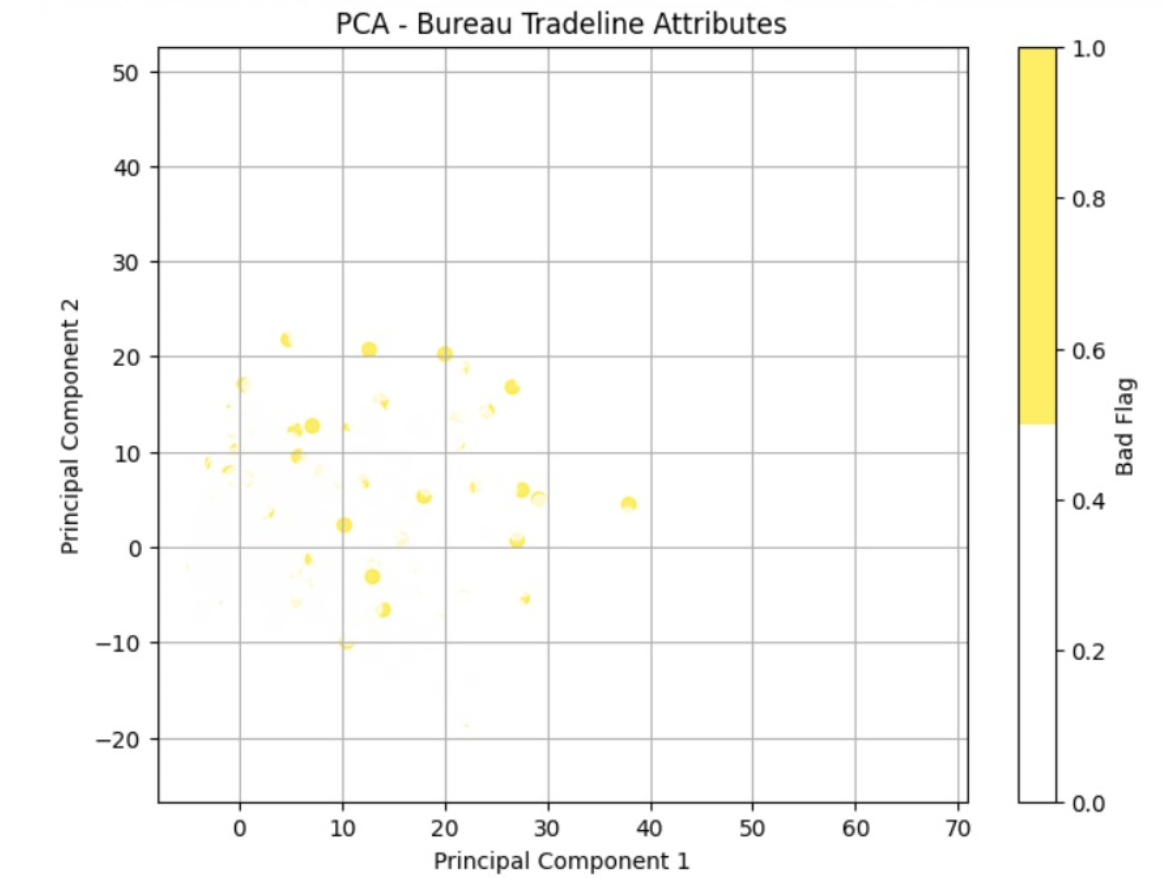 PCA - Bureau Tradeline Attributes
50
40
30
20
10
0
−10
−20
Principal Component 2
0 10 20 30 40 50 60 70
Principal Component 1
1.0
0.8
0.6
0.4
0.2
0.0
Bad Flag